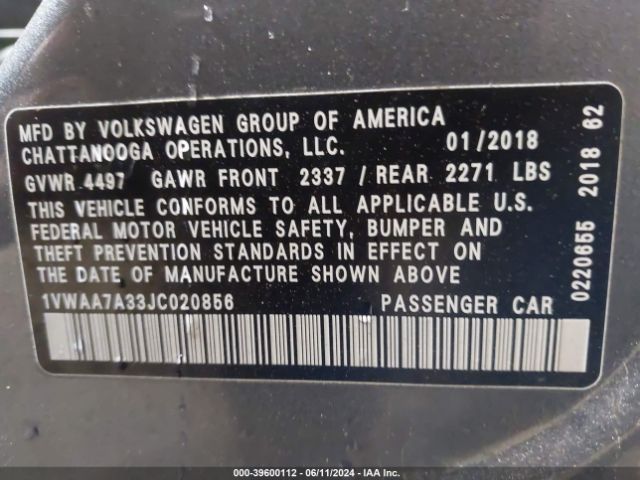 MFD BY VOLKSWAGEN GROUP OF AMERICA
CHATTANOOGA OPERATIONS, LLC. 01/2018
GVWR 4497 GAWR FRONT 2337 / REAR 2271 LBS
THIS VEHICLE CONFORMS TO ALL APPLICABLE U.S.
FEDERAL MOTOR VEHICLE SAFETY, BUMPER AND
THEFT PREVENTION STANDARDS IN EFFECT ON
THE DATE OF MANUFACTURE SHOWN ABOVE
1VWAA7A33JC020856 PASSENGER CAR
0220655 2018 62
000-39600112 - 06/11/2024 - IAA Inc.